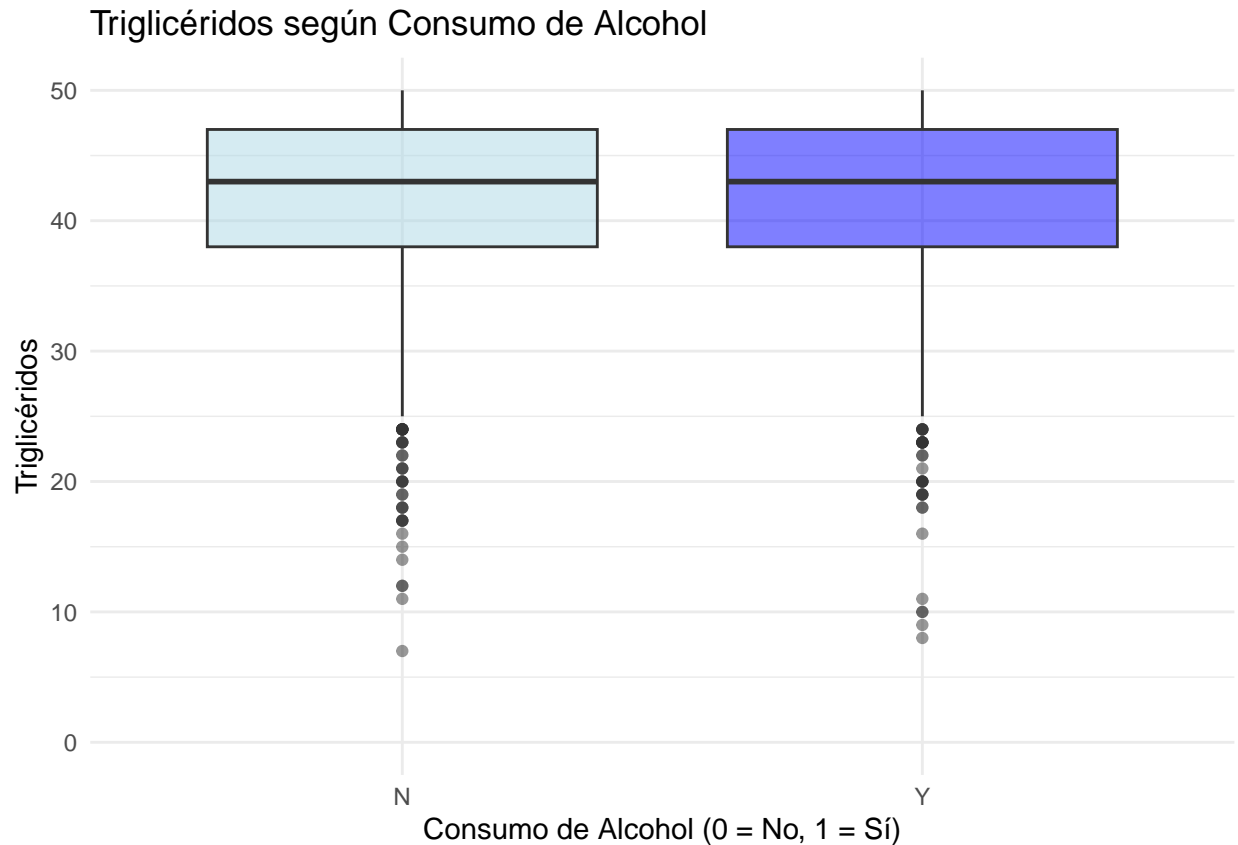 Triglicéridos según Consumo de Alcohol
50
40
30
20
10
0
Triglicéridos
N
Y
Consumo de Alcohol (0 = No, 1 = Sí)